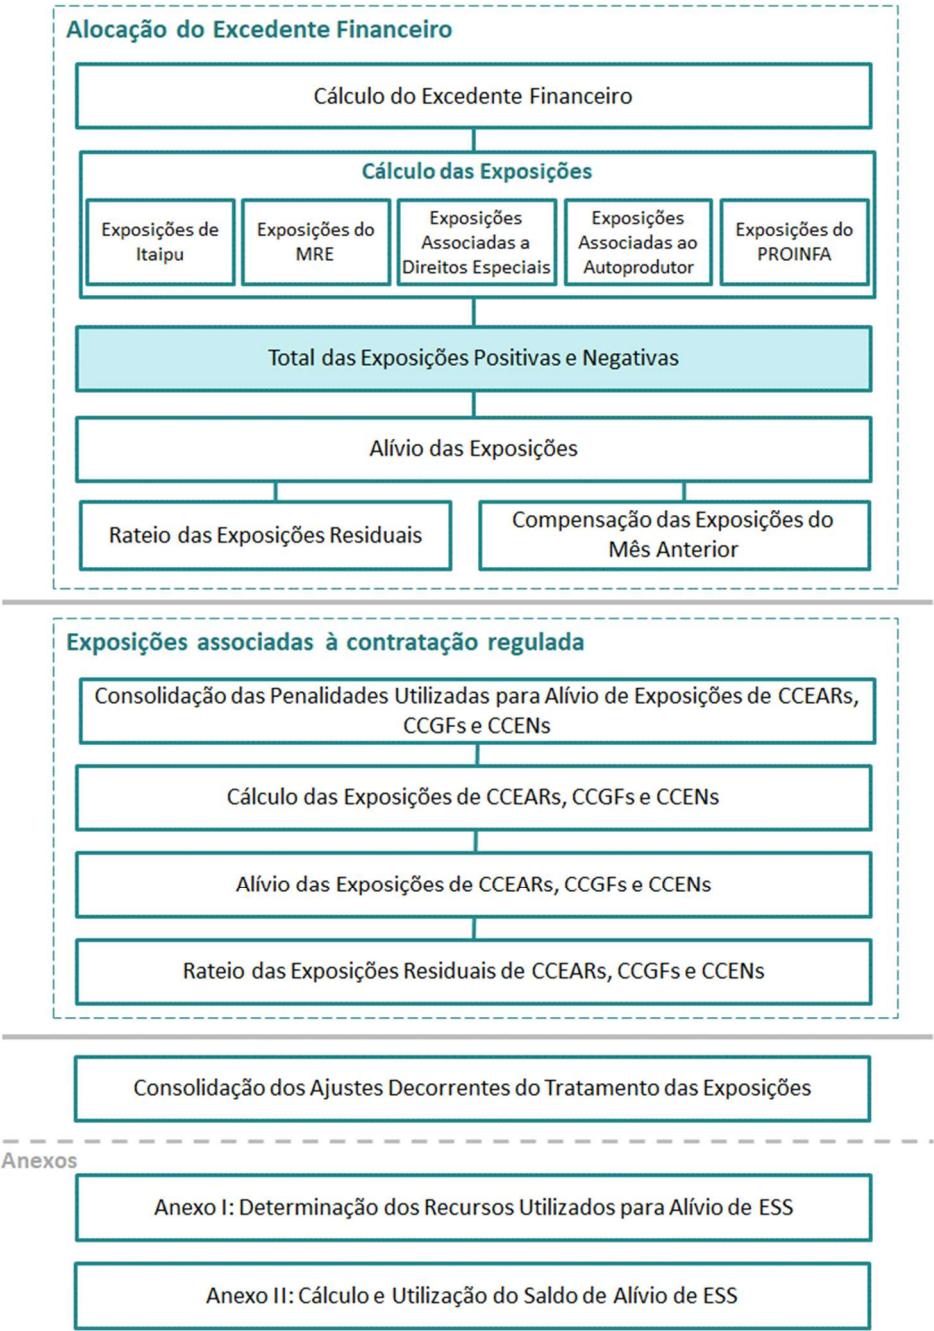 Alocação do Excedente Financeiro
Cálculo do Excedente Financeiro
Cálculo das Exposições
Exposições de
Itaipu
Exposições do
MRE
Exposições
Associadas a
Direitos Especiais
Exposições
Associadas ao
Autoprodutor
Exposições do
PROINFA
Total das Exposições Positivas e Negativas
Alívio das Exposições
Rateio das Exposições Residuais
Compensação das Exposições do
Mês Anterior
Exposições associadas à contratação regulada
Consolidação das Penalidades Utilizadas para Alívio de Exposições de CCEARs,
CCGFs e CCENs
Cálculo das Exposições de CCEARs, CCGFs e CCENs
Alívio das Exposições de CCEARs, CCGFs e CCENs
Rateio das Exposições Residuais de CCEARs, CCGFs e CCENs
Consolidação dos Ajustes Decorrentes do Tratamento das Exposições
Anexos
Anexo I: Determinação dos Recursos Utilizados para Alívio de ESS
Anexo II: Cálculo e Utilização do Saldo de Alívio de ESS